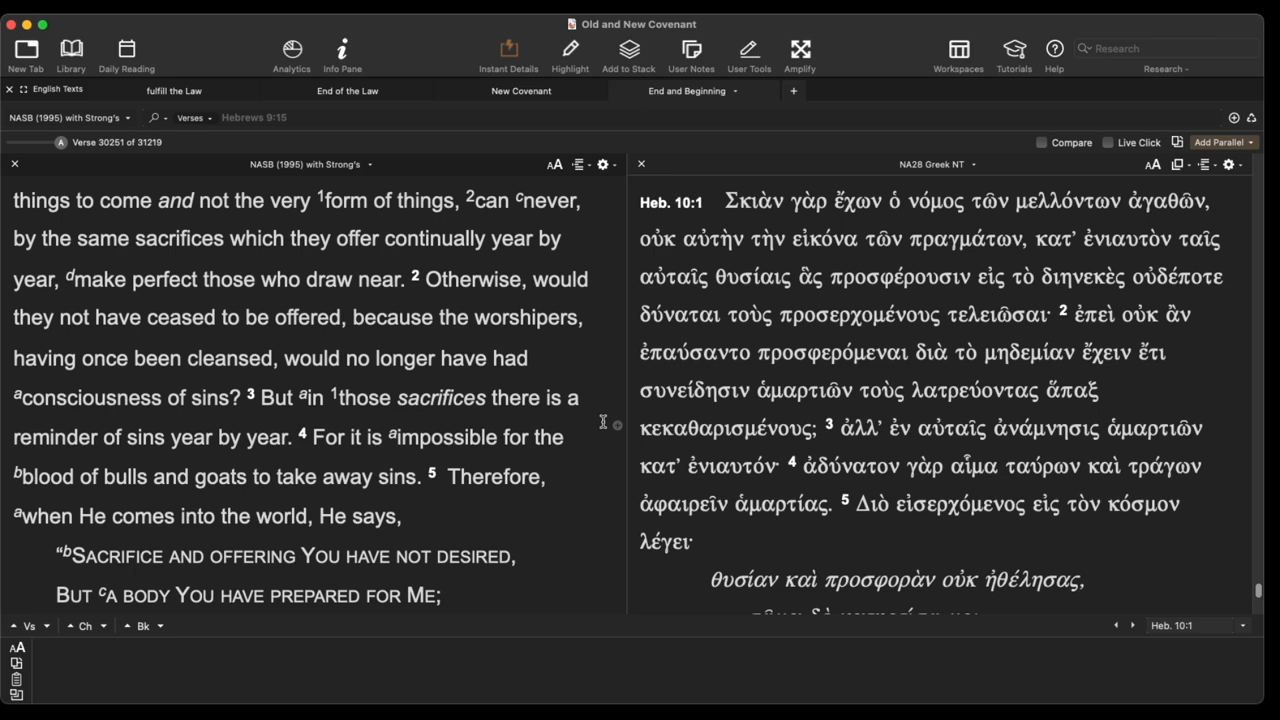 Old and New Covenant
New Tab Library Daily Reading Analytics Info Pane Instant Details Highlight Add to Stack User Notes User Tools Amplify Workspaces Tutorials Help Research
Research
English Texts fulfill the Law End of the Law New Covenant End and Beginning
NASB (1995) with Strong's Verses Hebrews 9:15
Verse 30251 of 31219 Compare Live Click Add Parallel
NASB (1995) with Strong's
things to come and not the very 1form of things, 2can cnever,
by the same sacrifices which they offer continually year by
year, dmake perfect those who draw near. 2 Otherwise, would
they not have ceased to be offered, because the worshipers,
having once been cleansed, would no longer have had
aconsciousness of sins? 3 But ain 1those sacrifices there is a
reminder of sins year by year. 4 For it is aimpossible for the
bblood of bulls and goats to take away sins. 5 Therefore,
awhen He comes into the world, He says,
“bSACRIFICE AND OFFERING YOU HAVE NOT DESIRED,
BUT cA BODY YOU HAVE PREPARED FOR ME;
NA28 Greek NT
Heb. 10:1 Σκιὰν γὰρ ἔχων ὁ νόμος τῶν μελλόντων ἀγαθῶν,
οὐκ αὐτὴν τὴν εἰκόνα τῶν πραγμάτων, κατ’ ἐνιαυτὸν ταῖς
αὐταῖς θυσίαις ἃς προσφέρουσιν εἰς τὸ διηνεκὲς οὐδέποτε
δύναται τοὺς προσερχομένους τελειῶσαι· 2 ἐπεὶ οὐκ ἂν
ἐπαύσαντο προσφερόμεναι διὰ τὸ μηδεμίαν ἔχειν ἔτι
συνείδησιν ἁμαρτιῶν τοὺς λατρεύοντας ἅπαξ
κεκαθαρισμένους; 3 ἀλλ’ ἐν αὐταῖς ἀνάμνησις ἁμαρτιῶν
κατ’ ἐνιαυτόν· 4 ἀδύνατον γὰρ αἷμα ταύρων καὶ τράγων
ἀφαιρεῖν ἁμαρτίας. 5 Διὸ εἰσερχόμενος εἰς τὸν κόσμον
λέγει·
θυσίαν καὶ προσφορὰν οὐκ ἠθέλησας,
Vs Ch Bk Heb. 10:1